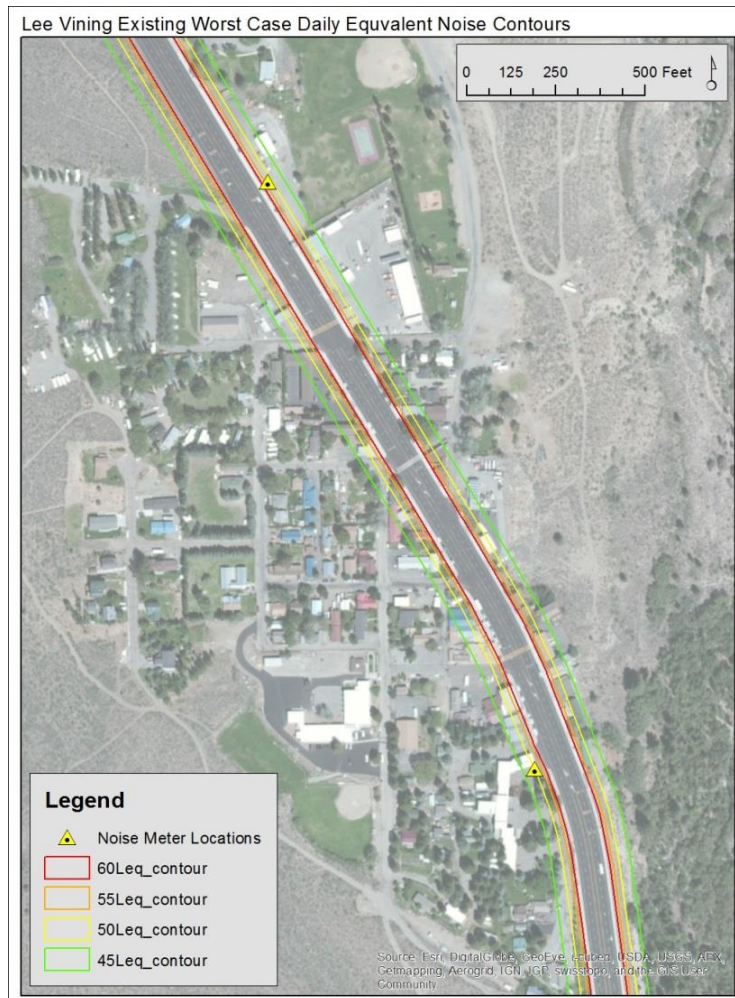 Lee Vining Existing Worst Case Daily Equvalent Noise Contours
0 125 250 500 Feet
Legend
Noise Meter Locations
60Leq_contour
55Leq_contour
50Leq_contour
45Leq_contour
Source: Esri, DigitalGlobe, GeoEye, i-cubed, USDA, USGS, AEX,
Getmapping, Aerogrid, IGN, IGP, swisstopo, and the GIS User
Community